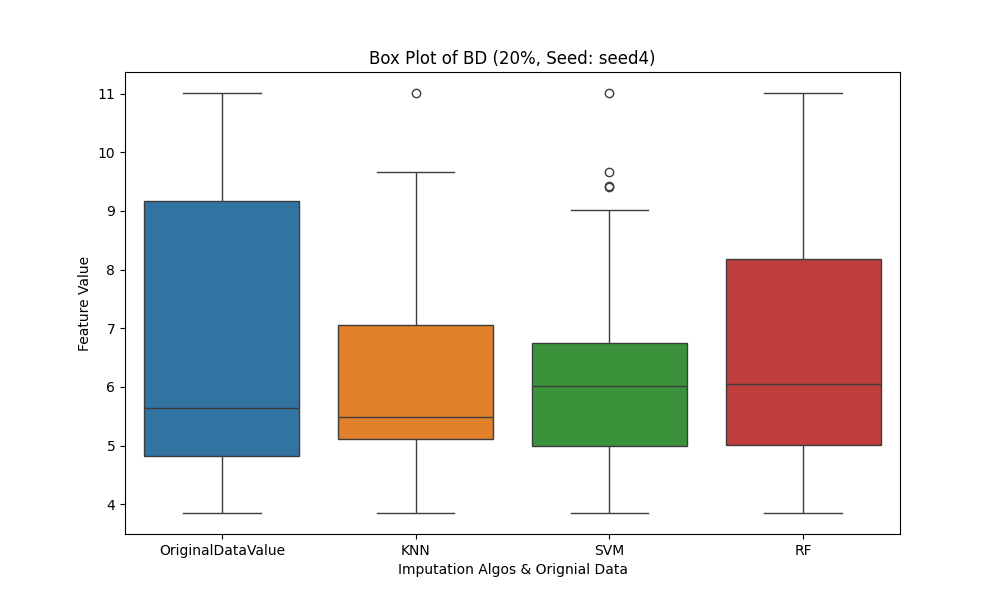 Box Plot of BD (20%, Seed: seed4)
Feature Value
11
10
9
8
7
6
5
4
OriginalDataValue KNN SVM RF
Imputation Algos & Orignial Data